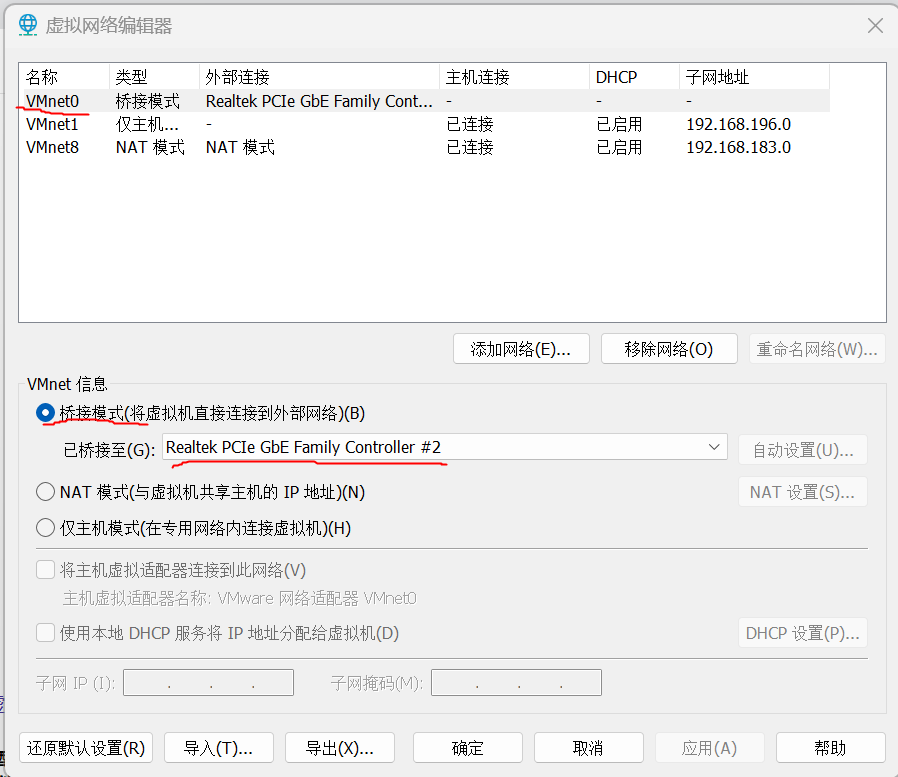 虚拟网络编辑器
名称 类型 外部连接 主机连接 DHCP 子网地址
VMnet0 桥接模式 Realtek PCIe GbE Family Cont... - - -
VMnet1 仅主机... - 已连接 已启用 192.168.196.0
VMnet8 NAT 模式 NAT 模式 已连接 已启用 192.168.183.0
添加网络(E)... 移除网络(O) 重命名网络(W)...
VMnet 信息
桥接模式(将虚拟机直接连接到外部网络)(B)
已桥接至(G): Realtek PCIe GbE Family Controller #2 自动设置(U)...
NAT 模式(与虚拟机共享主机的 IP 地址)(N) NAT 设置(S)...
仅主机模式(在专用网络内连接虚拟机)(H)
将主机虚拟适配器连接到此网络(V)
主机虚拟适配器名称: VMware 网络适配器 VMnet0
使用本地 DHCP 服务将 IP 地址分配给虚拟机(D) DHCP 设置(P)...
子网 IP (I): . . . 子网掩码(M): . . .
还原默认设置(R) 导入(T)... 导出(X)... 确定 取消 应用(A) 帮助